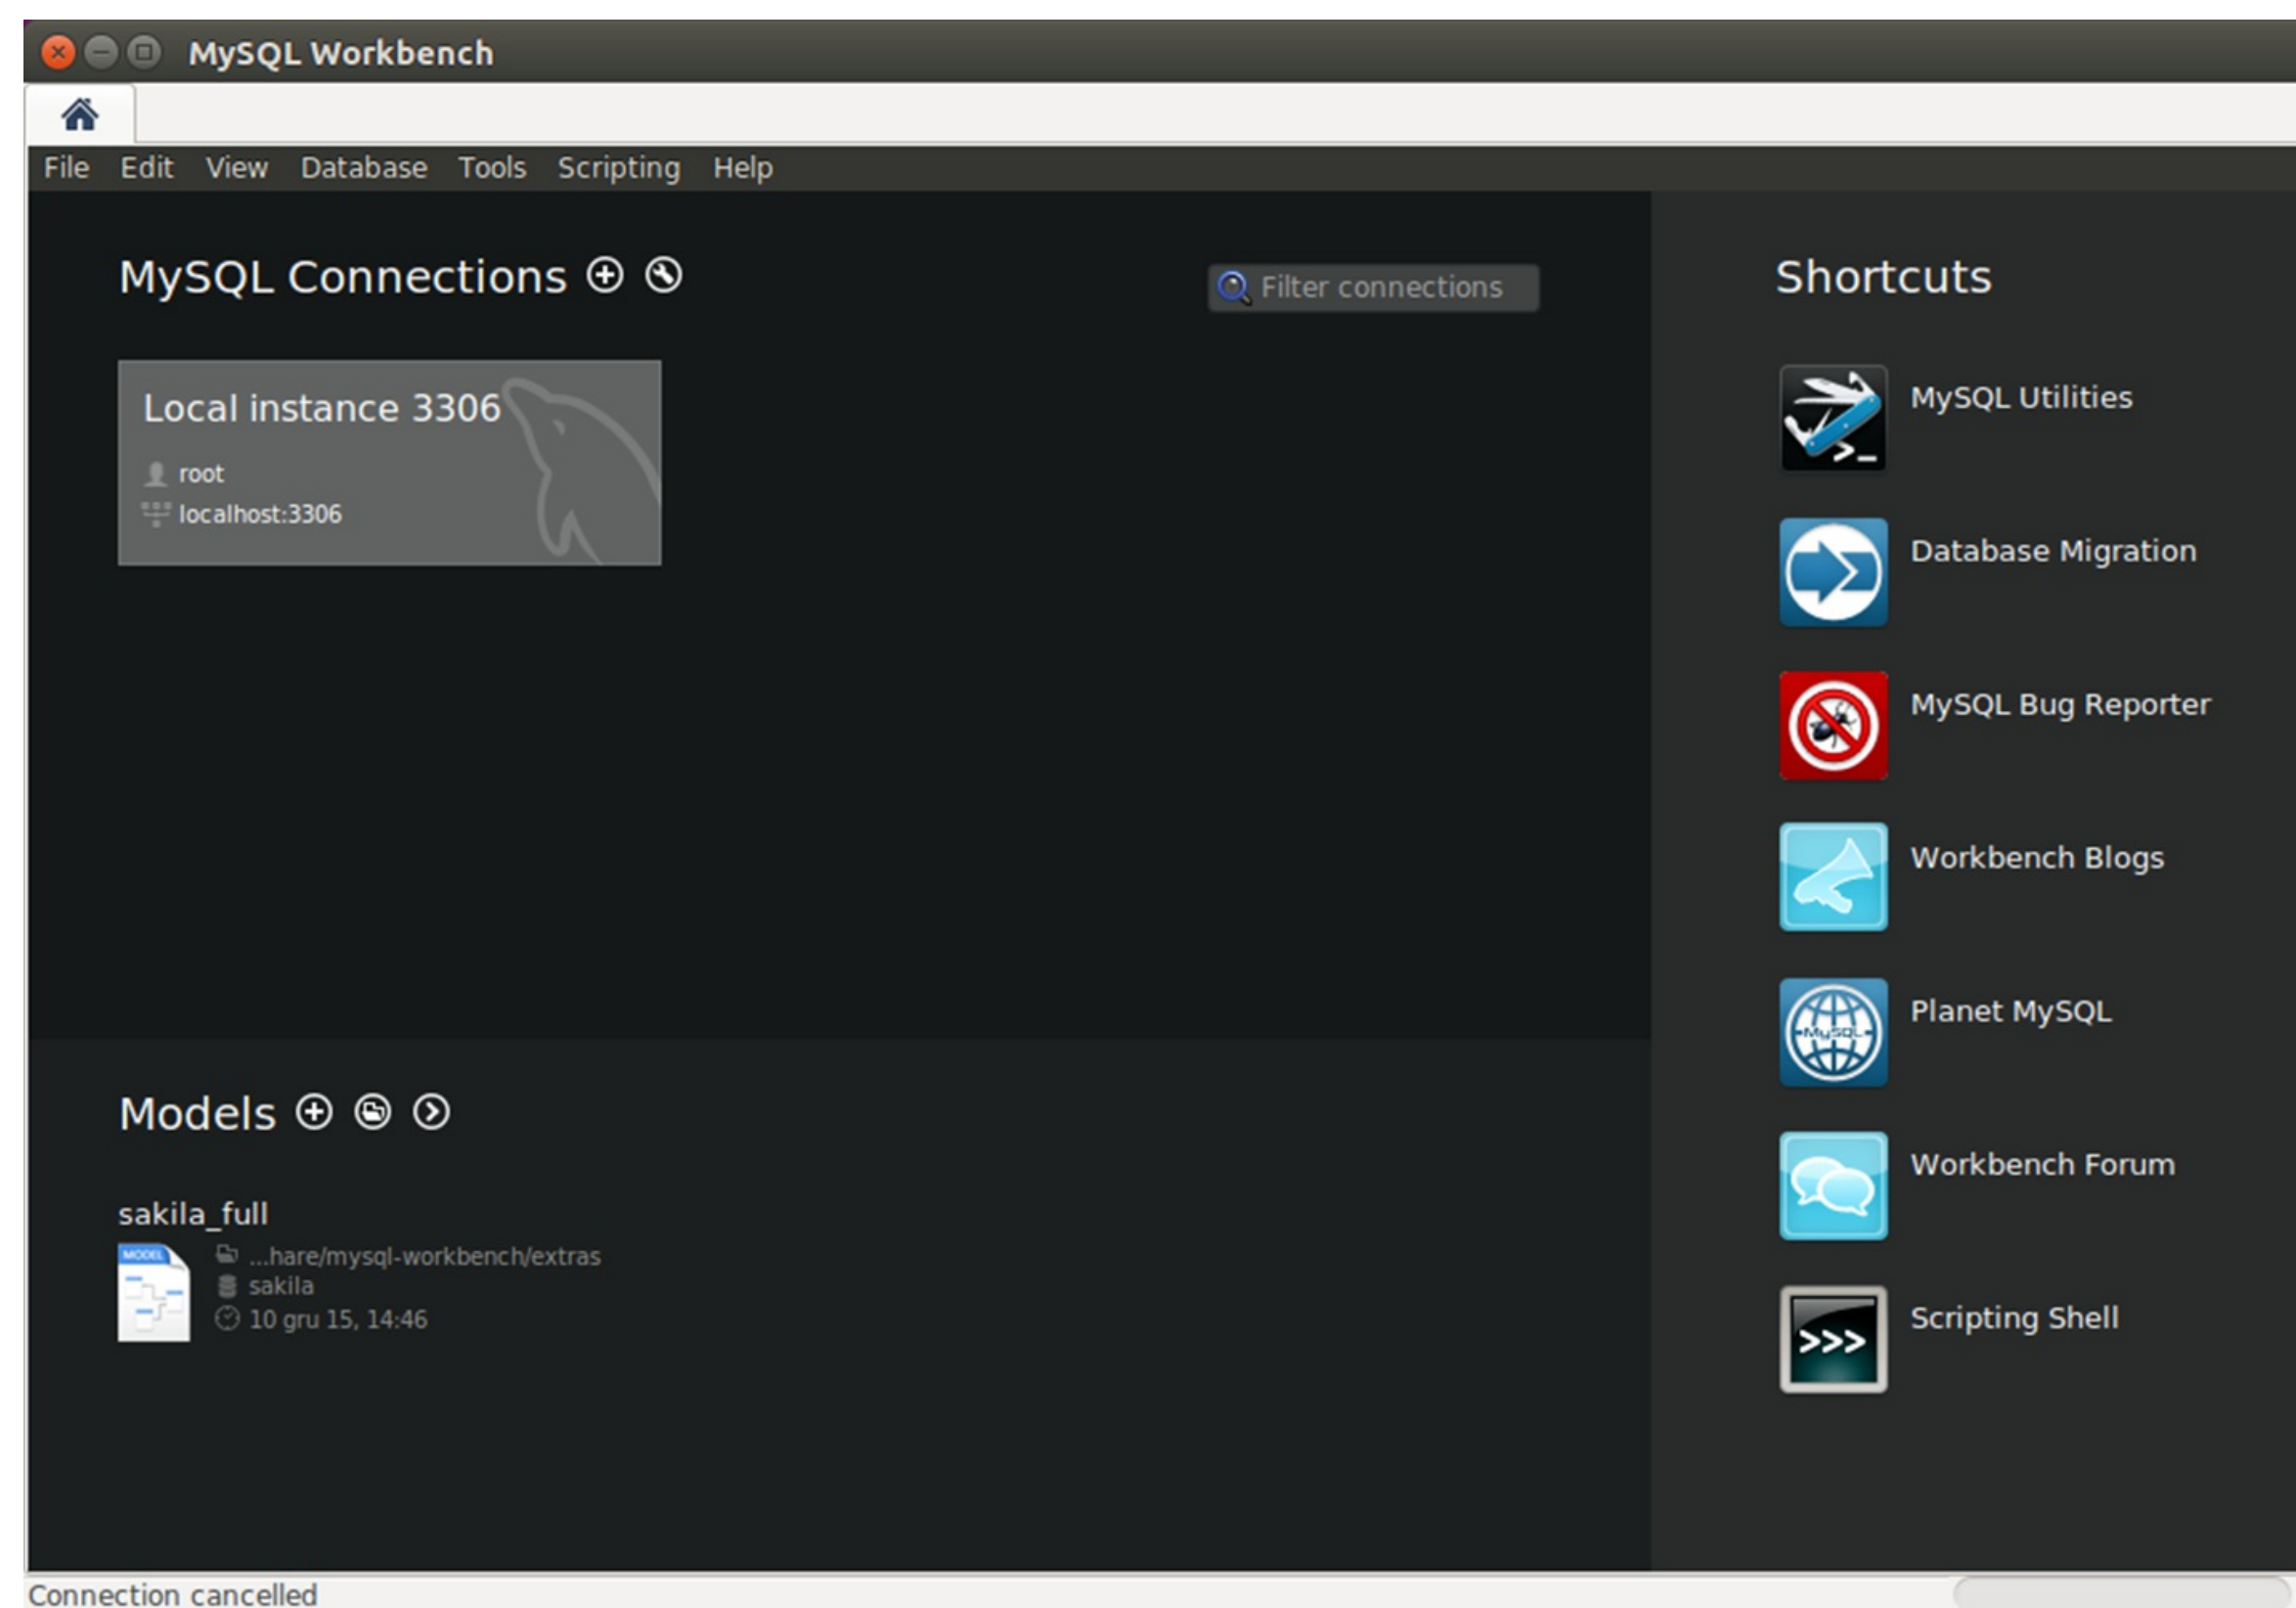 MySQL Workbench
File Edit View Database Tools Scripting Help
MySQL Connections
Filter connections
Local instance 3306
root
localhost:3306
Models
sakila_full
MODEL
...hare/mysql-workbench/extras
sakila
10 gru 15, 14:46
Shortcuts
>_
MySQL Utilities
Database Migration
MySQL Bug Reporter
Workbench Blogs
MySQL
Planet MySQL
Workbench Forum
>>>
Scripting Shell
Connection cancelled